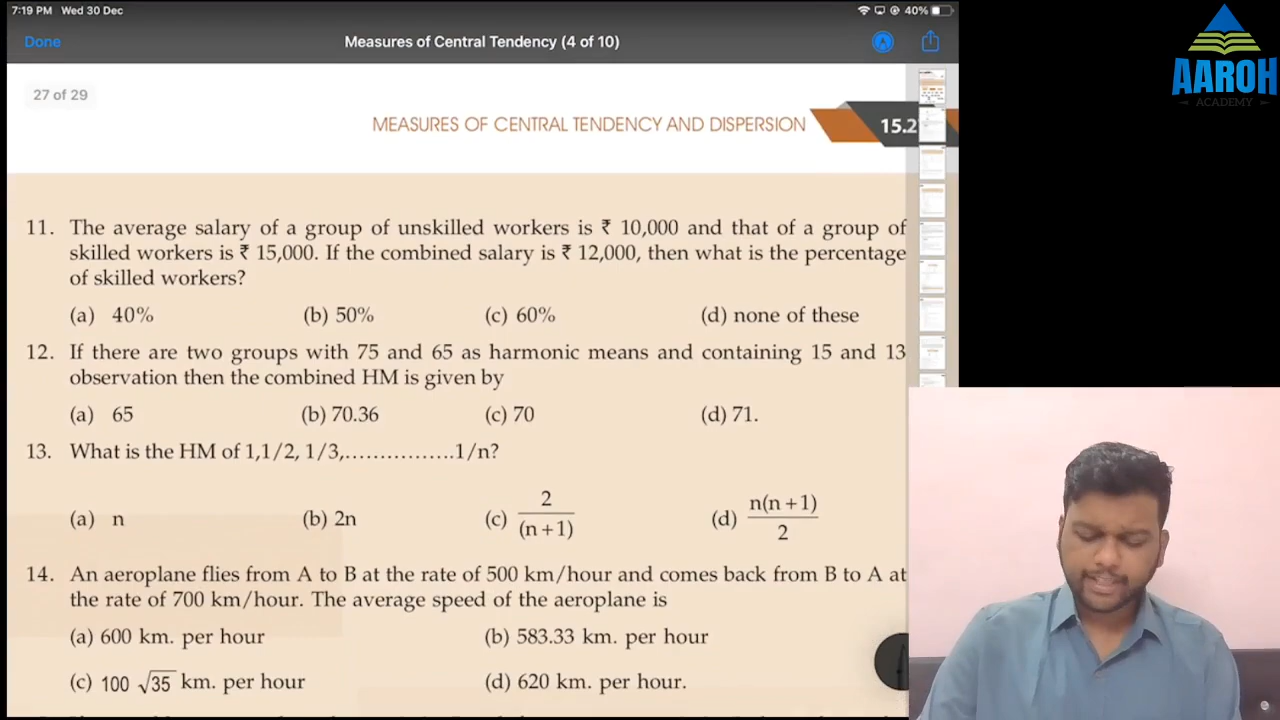 7:19 PM Wed 30 Dec
40%
Done
Measures of Central Tendency (4 of 10)
AAROH
ACADEMY
27 of 29
MEASURES OF CENTRAL TENDENCY AND DISPERSION
15.2
11. The average salary of a group of unskilled workers is ₹ 10,000 and that of a group of
skilled workers is ₹ 15,000. If the combined salary is ₹ 12,000, then what is the percentage
of skilled workers?
(a) 40% (b) 50% (c) 60% (d) none of these
12. If there are two groups with 75 and 65 as harmonic means and containing 15 and 13
observation then the combined HM is given by
(a) 65 (b) 70.36 (c) 70 (d) 71.
13. What is the HM of 1,1/2, 1/3,................1/n?
(a) n (b) 2n (c) 2/(n+1) (d) n(n+1)/2
14. An aeroplane flies from A to B at the rate of 500 km/hour and comes back from B to A at
the rate of 700 km/hour. The average speed of the aeroplane is
(a) 600 km. per hour (b) 583.33 km. per hour
(c) 100 √35 km. per hour (d) 620 km. per hour.